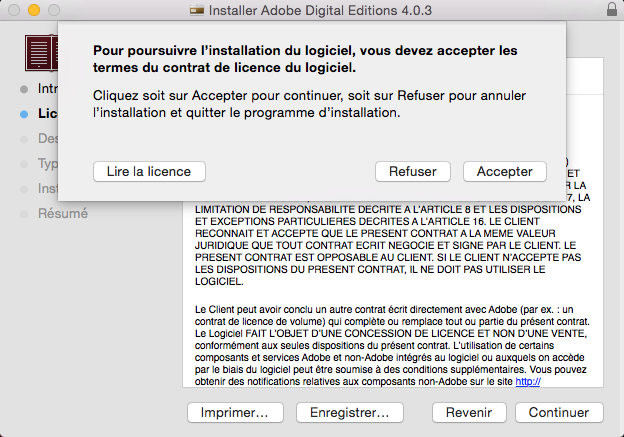 Installer Adobe Digital Editions 4.0.3
Pour poursuivre l'installation du logiciel, vous devez accepter les
termes du contrat de licence du logiciel.
Cliquez soit sur Accepter pour continuer, soit sur Refuser pour annuler
l'installation et quitter le programme d'installation.
Lire la licence
Refuser
Accepter
Intr
Lic
Des
Typ
Inst
Résumé
ET
R LA
7, LA
LIMITATION DE RESPONSABILITE DECRITE A L'ARTICLE 8 ET LES DISPOSITIONS
ET EXCEPTIONS PARTICULIERES DECRITES A L'ARTICLE 16. LE CLIENT
RECONNAIT ET ACCEPTE QUE LE PRESENT CONTRAT A LA MEME VALEUR
JURIDIQUE QUE TOUT CONTRAT ECRIT NEGOCIE ET SIGNE PAR LE CLIENT. LE
PRESENT CONTRAT EST OPPOSABLE AU CLIENT. SI LE CLIENT N'ACCEPTE PAS
LES DISPOSITIONS DU PRESENT CONTRAT, IL NE DOIT PAS UTILISER LE
LOGICIEL.
Le Client peut avoir conclu un autre contrat écrit directement avec Adobe (par ex. : un
contrat de licence de volume) qui complète ou remplace tout ou partie du présent contrat.
Le Logiciel FAIT L'OBJET D'UNE CONCESSION DE LICENCE ET NON D'UNE VENTE,
conformément aux seules dispositions du présent contrat. L'utilisation de certains
composants et services Adobe et non-Adobe intégrés au logiciel ou auxquels on accède
par le biais du logiciel peut être soumise à des conditions supplémentaires. Vous pouvez
obtenir des notifications relatives aux composants non-Adobe sur le site http://
Imprimer...
Enregistrer...
Revenir
Continuer